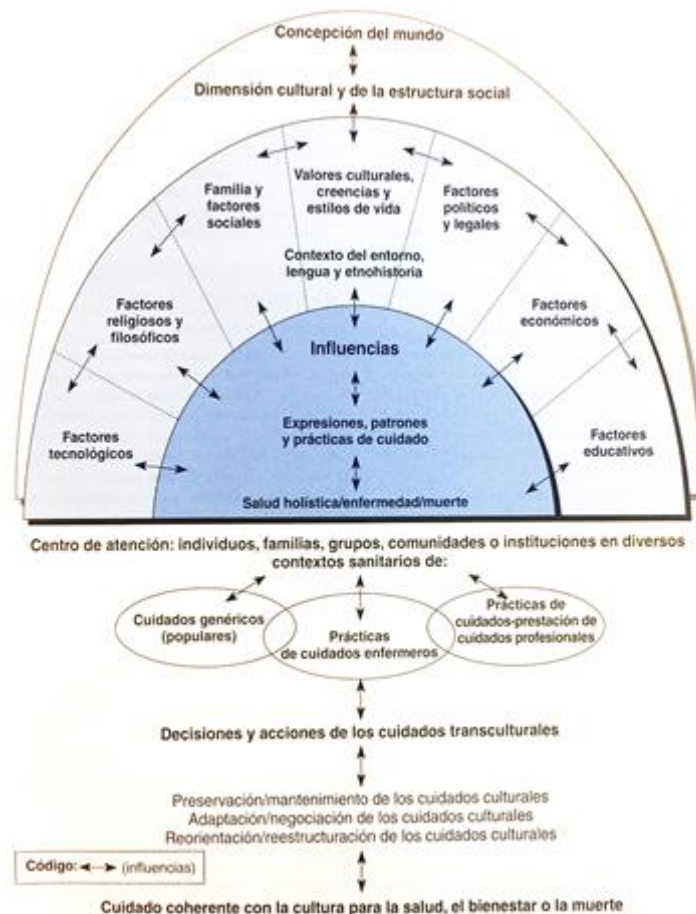 Concepción del mundo
Dimensión cultural y de la estructura social
Valores culturales,
creencias y
estilos de vida
Familia y
factores
sociales
Factores
políticos
y legales
Contexto del entorno,
lengua y etnohistoria
Factores
religiosos y
filosóficos
Factores
económicos
Influencias
Expresiones, patrones
y prácticas de cuidado
Factores
tecnológicos
Factores
educativos
Salud holística/enfermedad/muerte
Centro de atención: individuos, familias, grupos, comunidades o instituciones en diversos
contextos sanitarios de:
Cuidados genéricos
(populares)
Prácticas
de cuidados enfermeros
Prácticas de
cuidados-prestación de
cuidados profesionales
Decisiones y acciones de los cuidados transculturales
Preservación/mantenimiento de los cuidados culturales
Adaptación/negociación de los cuidados culturales
Reorientación/reestructuración de los cuidados culturales
Código: (influencias)
Cuidado coherente con la cultura para la salud, el bienestar o la muerte